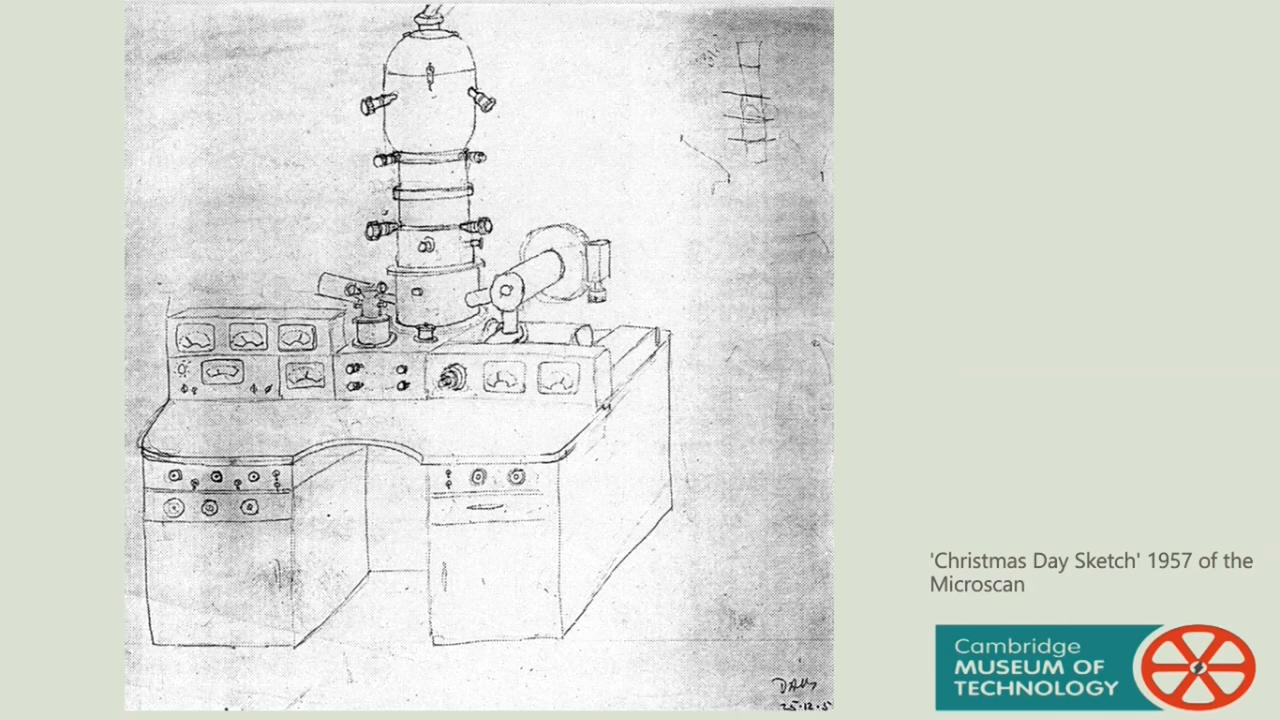 'Christmas Day Sketch' 1957 of the
Microscan
Cambridge
MUSEUM OF
TECHNOLOGY